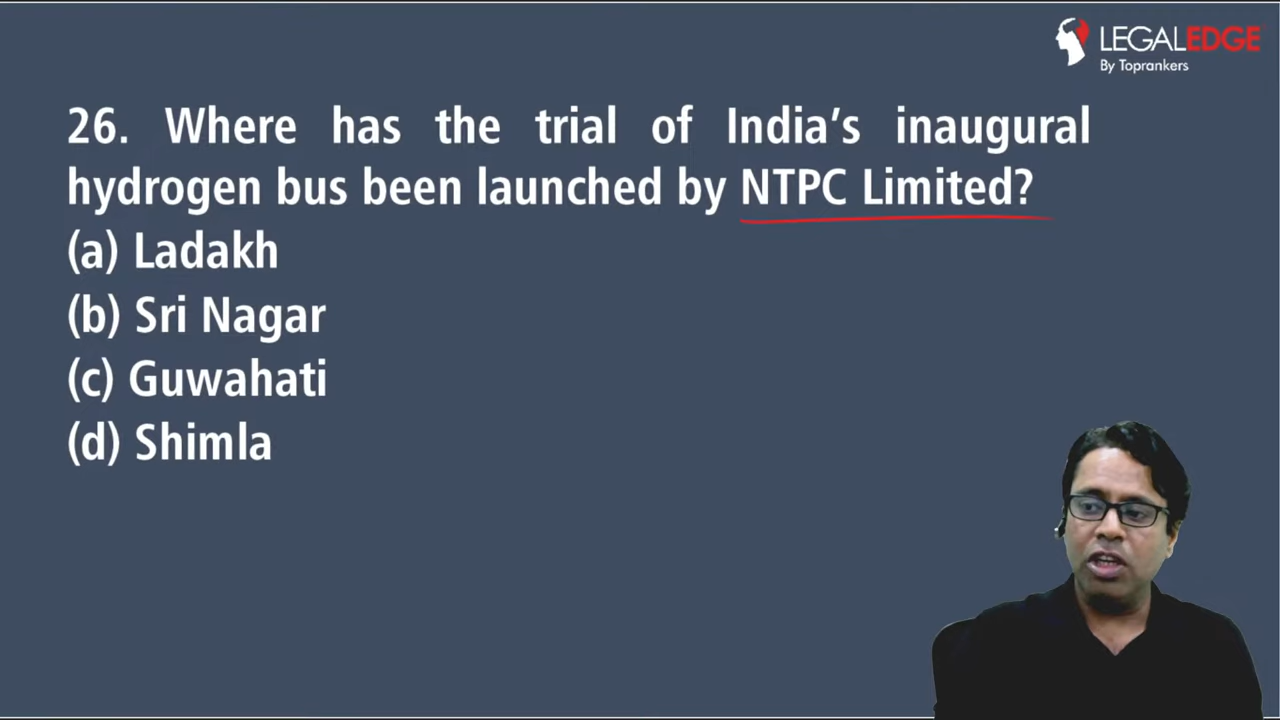 LEGALEDGE
By Toprankers
26. Where has the trial of India’s inaugural
hydrogen bus been launched by NTPC Limited?
(a) Ladakh
(b) Sri Nagar
(c) Guwahati
(d) Shimla